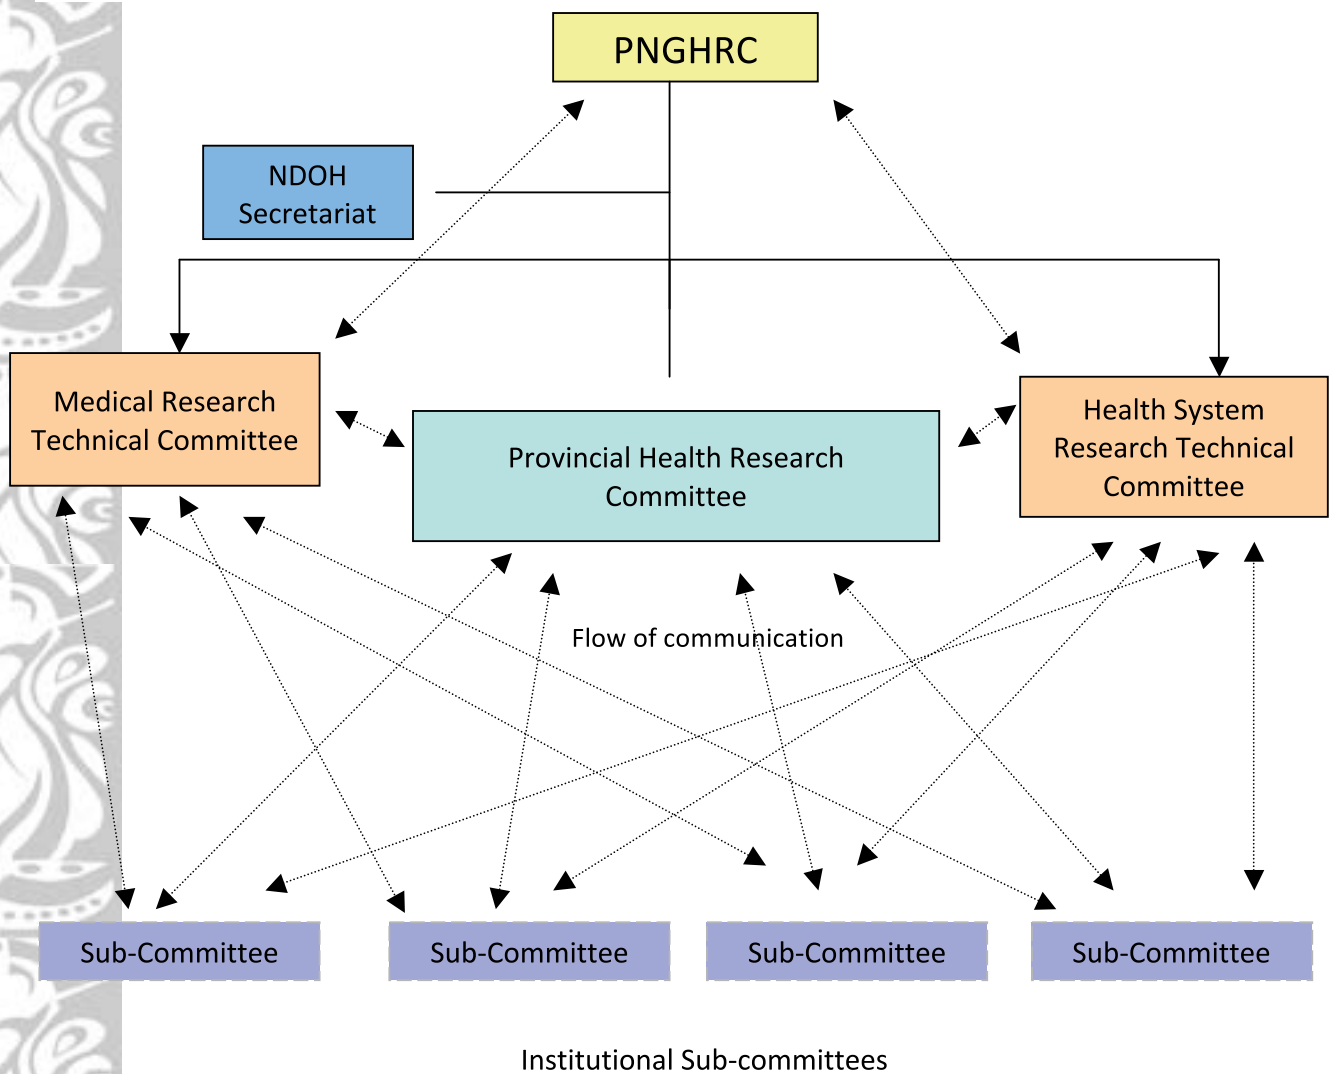 PNGHRC
NDOH
Secretariat
Medical Research
Technical Committee
Provincial Health Research
Committee
Health System
Research Technical
Committee
Flow of communication
Sub-Committee
Sub-Committee
Sub-Committee
Sub-Committee
Institutional Sub-committees